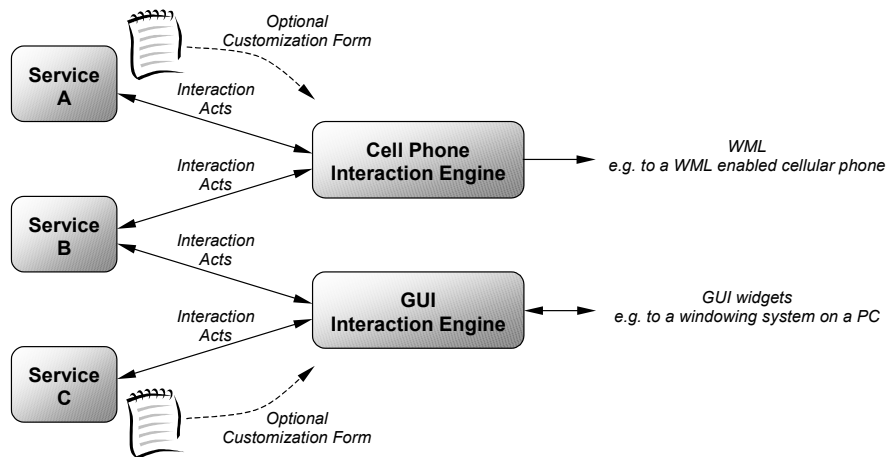 Optional
Customization Form
Service
A
Interaction
Acts
Cell Phone
Interaction Engine
WML
e.g. to a WML enabled cellular phone
Interaction
Acts
Service
B
Interaction
Acts
GUI
Interaction Engine
GUI widgets
e.g. to a windowing system on a PC
Interaction
Acts
Service
C
Optional
Customization Form